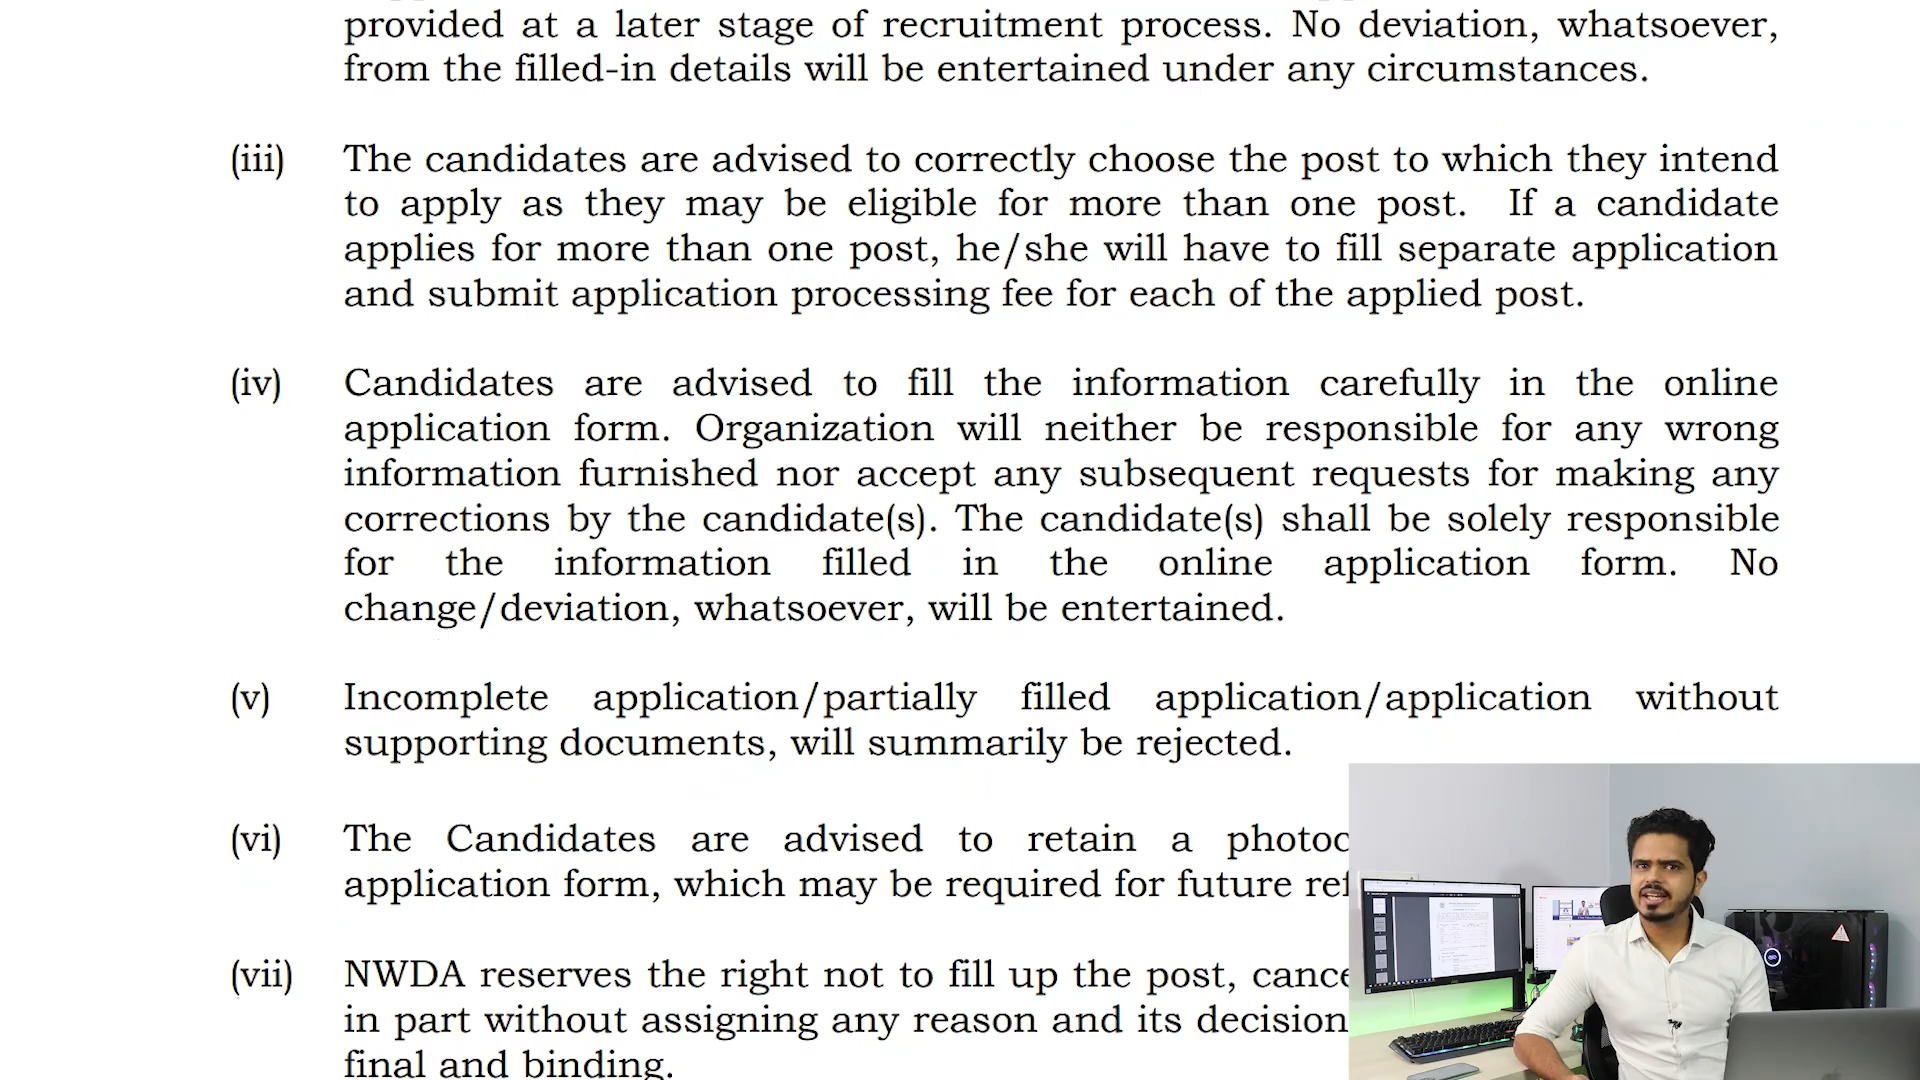 provided at a later stage of recruitment process. No deviation, whatsoever,
from the filled-in details will be entertained under any circumstances.
(iii) The candidates are advised to correctly choose the post to which they intend
to apply as they may be eligible for more than one post. If a candidate
applies for more than one post, he/she will have to fill separate application
and submit application processing fee for each of the applied post.
(iv) Candidates are advised to fill the information carefully in the online
application form. Organization will neither be responsible for any wrong
information furnished nor accept any subsequent requests for making any
corrections by the candidate(s). The candidate(s) shall be solely responsible
for the information filled in the online application form. No
change/deviation, whatsoever, will be entertained.
(v) Incomplete application/partially filled application/application without
supporting documents, will summarily be rejected.
(vi) The Candidates are advised to retain a
application form, which may be required for future
(vii) NWDA reserves the right not to fill up the post,
in part without assigning any reason and its decision
final and binding.